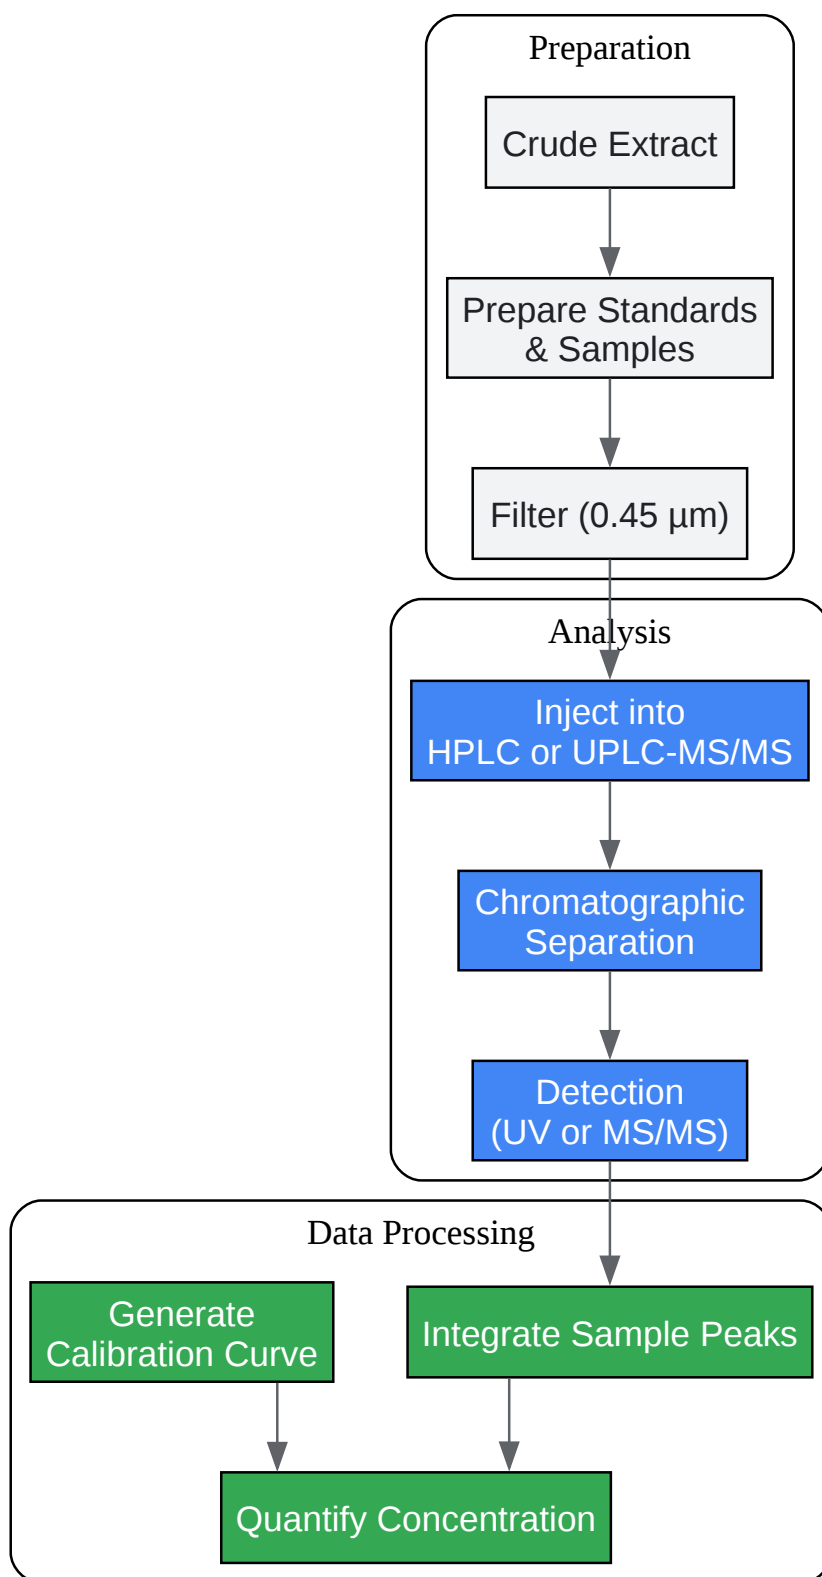 Preparation
Crude Extract
Prepare Standards
& Samples
Filter (0.45 µm)
Analysis
Inject into
HPLC or UPLC-MS/MS
Chromatographic
Separation
Detection
(UV or MS/MS)
Data Processing
Generate
Calibration Curve
Integrate Sample Peaks
Quantify Concentration